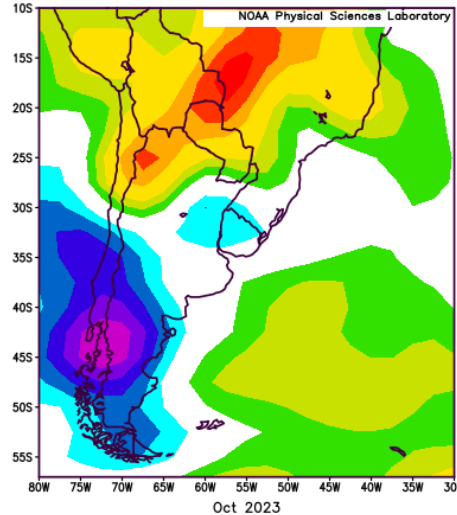 NOAA Physical Sciences Laboratory
10S
15S
20S
25S
30S
35S
40S
45S
50S
55S
80W 75W 70W 65W 60W 55W 50W 45W 40W 35W 30
Oct 2023